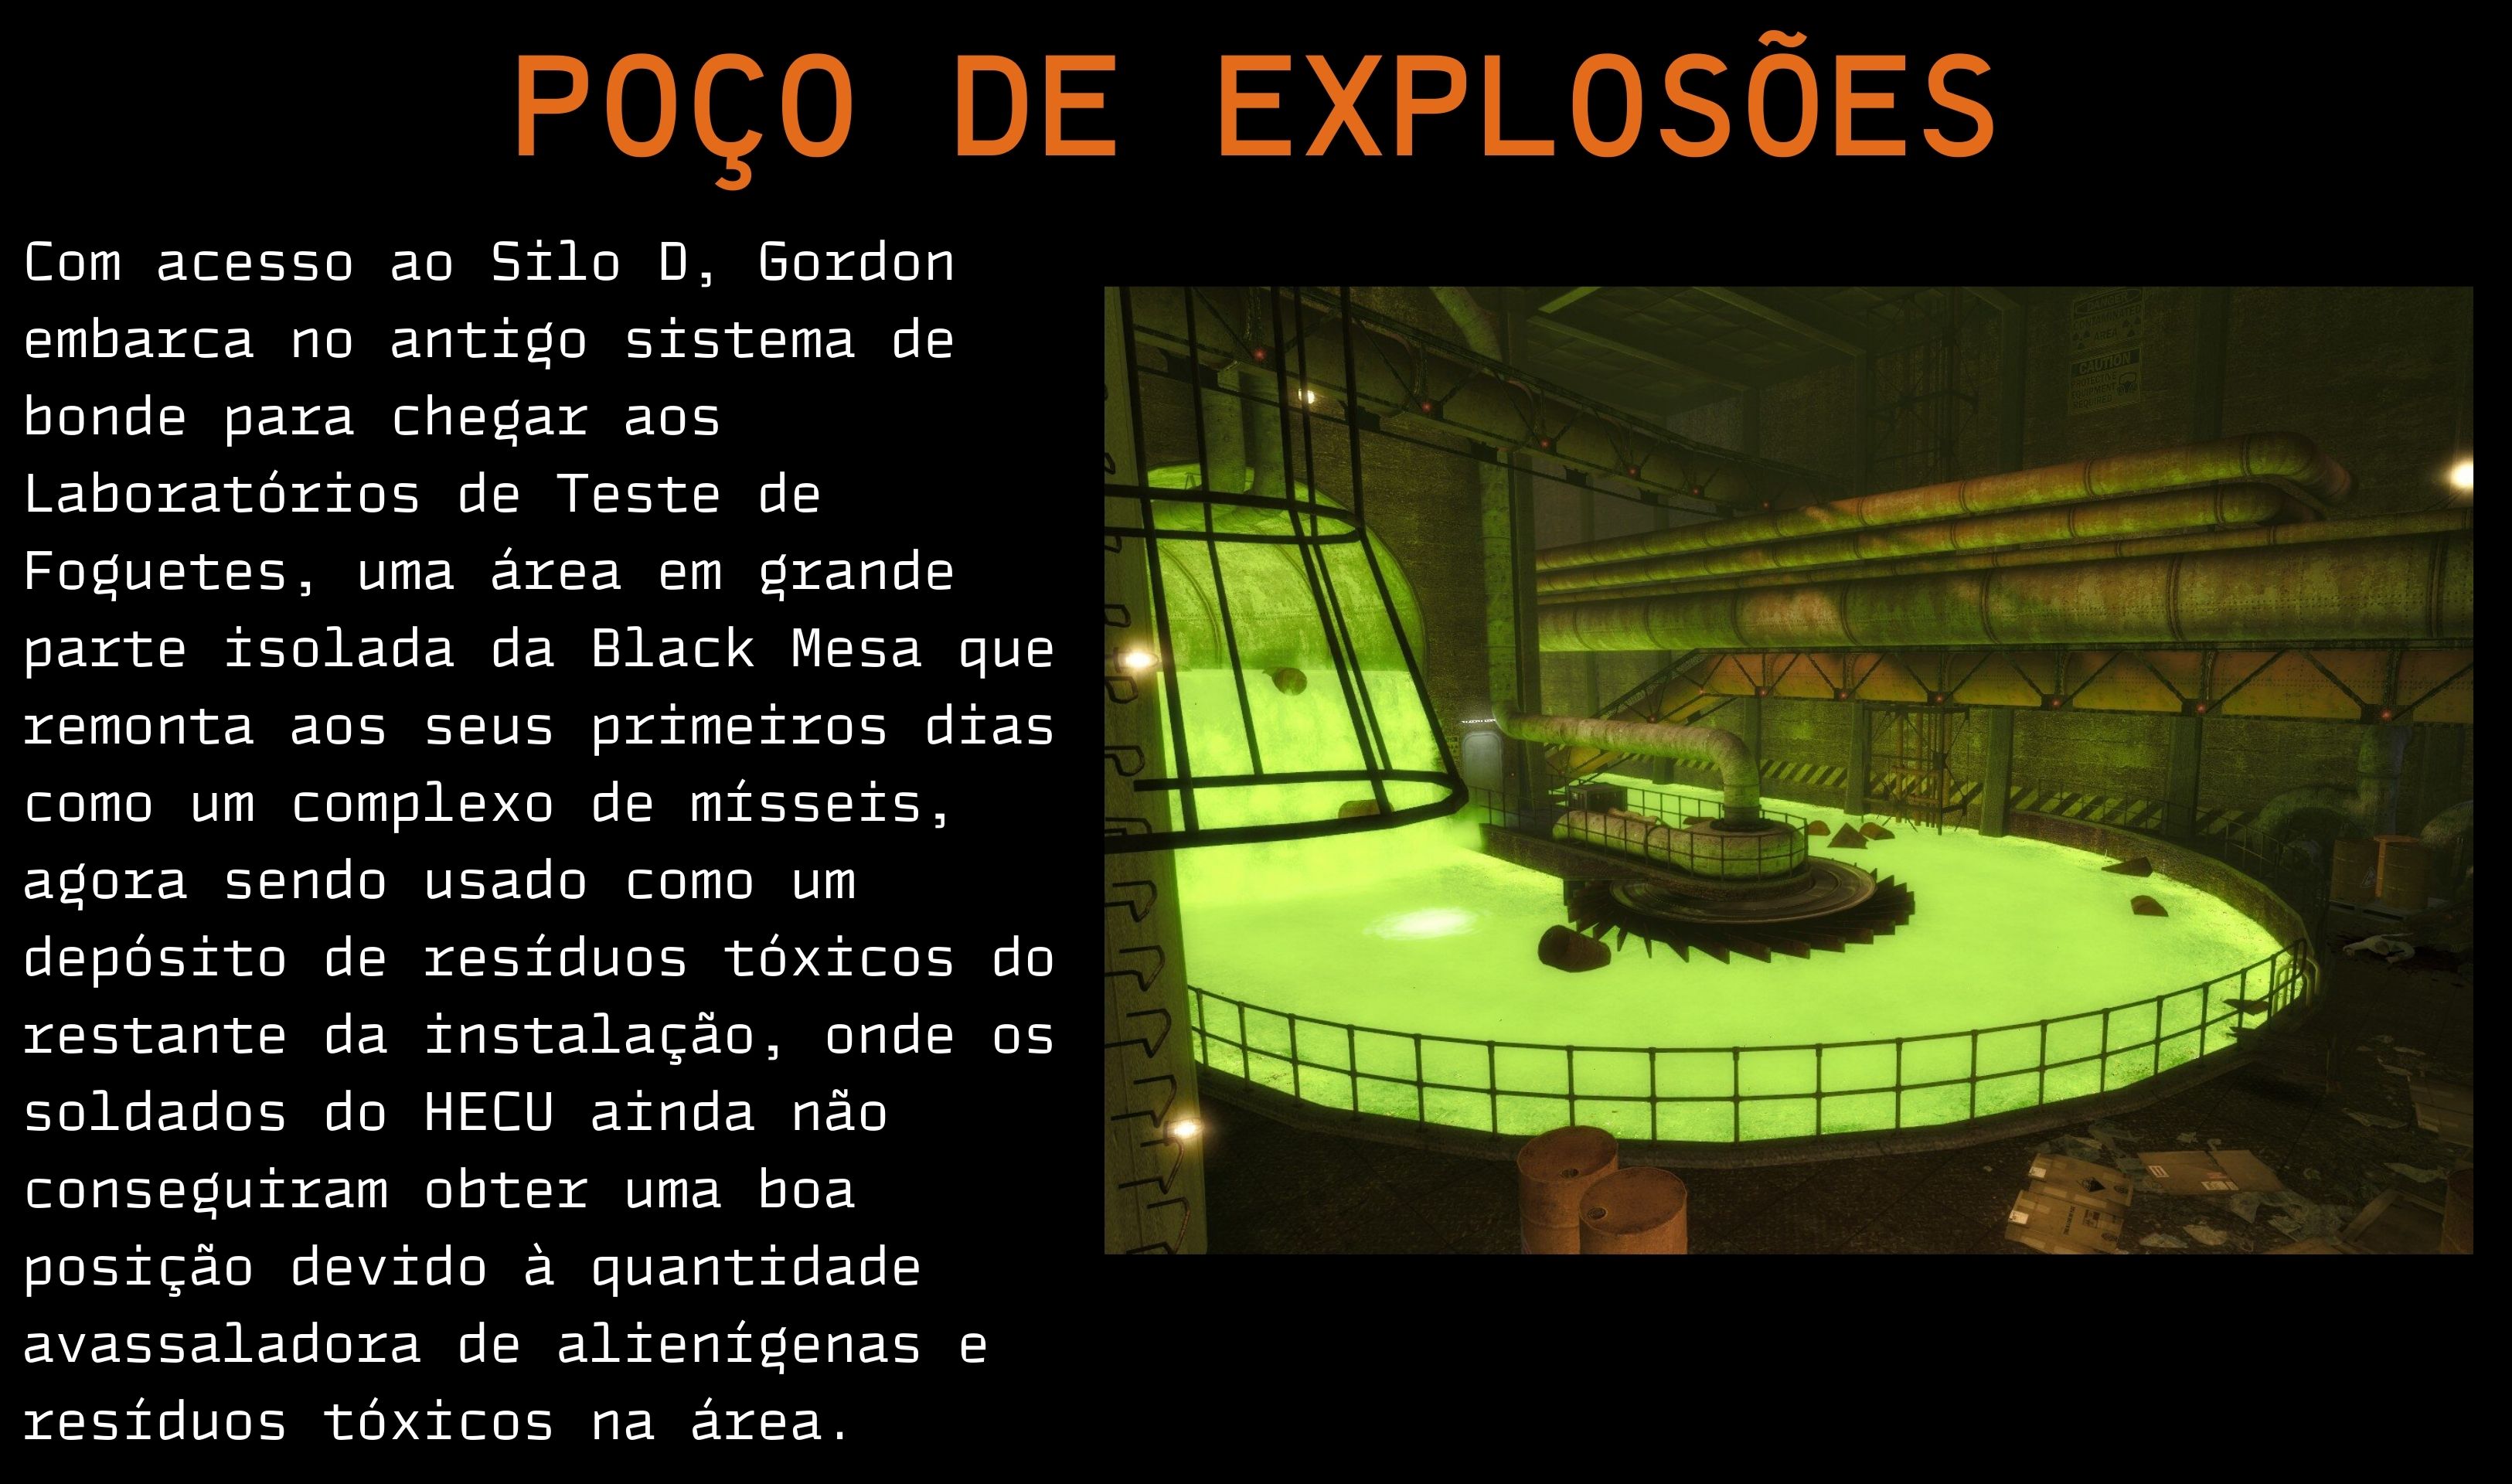 POÇO DE EXPLOSÕES
Com acesso ao Silo D, Gordon
embarca no antigo sistema de
bonde para chegar aos
Laboratórios de Teste de
Foguetes, uma área em grande
parte isolada da Black Mesa que
remonta aos seus primeiros dias
como um complexo de mísseis,
agora sendo usado como um
depósito de resíduos tóxicos do
restante da instalação, onde os
soldados do HECU ainda não
conseguiram obter uma boa
posição devido à quantidade
avassaladora de alienígenas e
resíduos tóxicos na área.
AREA
CAUTION